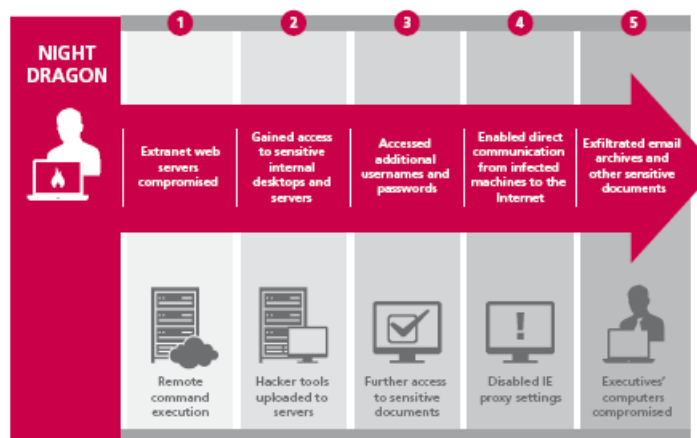 NIGHT
DRAGON
1
2
3
4
5
Extranet web
servers
compromised
Gained access
to sensitive
internal
desktops and
servers
Accessed
additional
usernames and
passwords
Enabled direct
communication
from infected
machines to the
Internet
Exfiltrated email
archives and
other sensitive
documents
Remote
command
execution
Hacker tools
uploaded to
servers
Further access
to sensitive
documents
Disabled IE
proxy settings
Executives'
computers
compromised